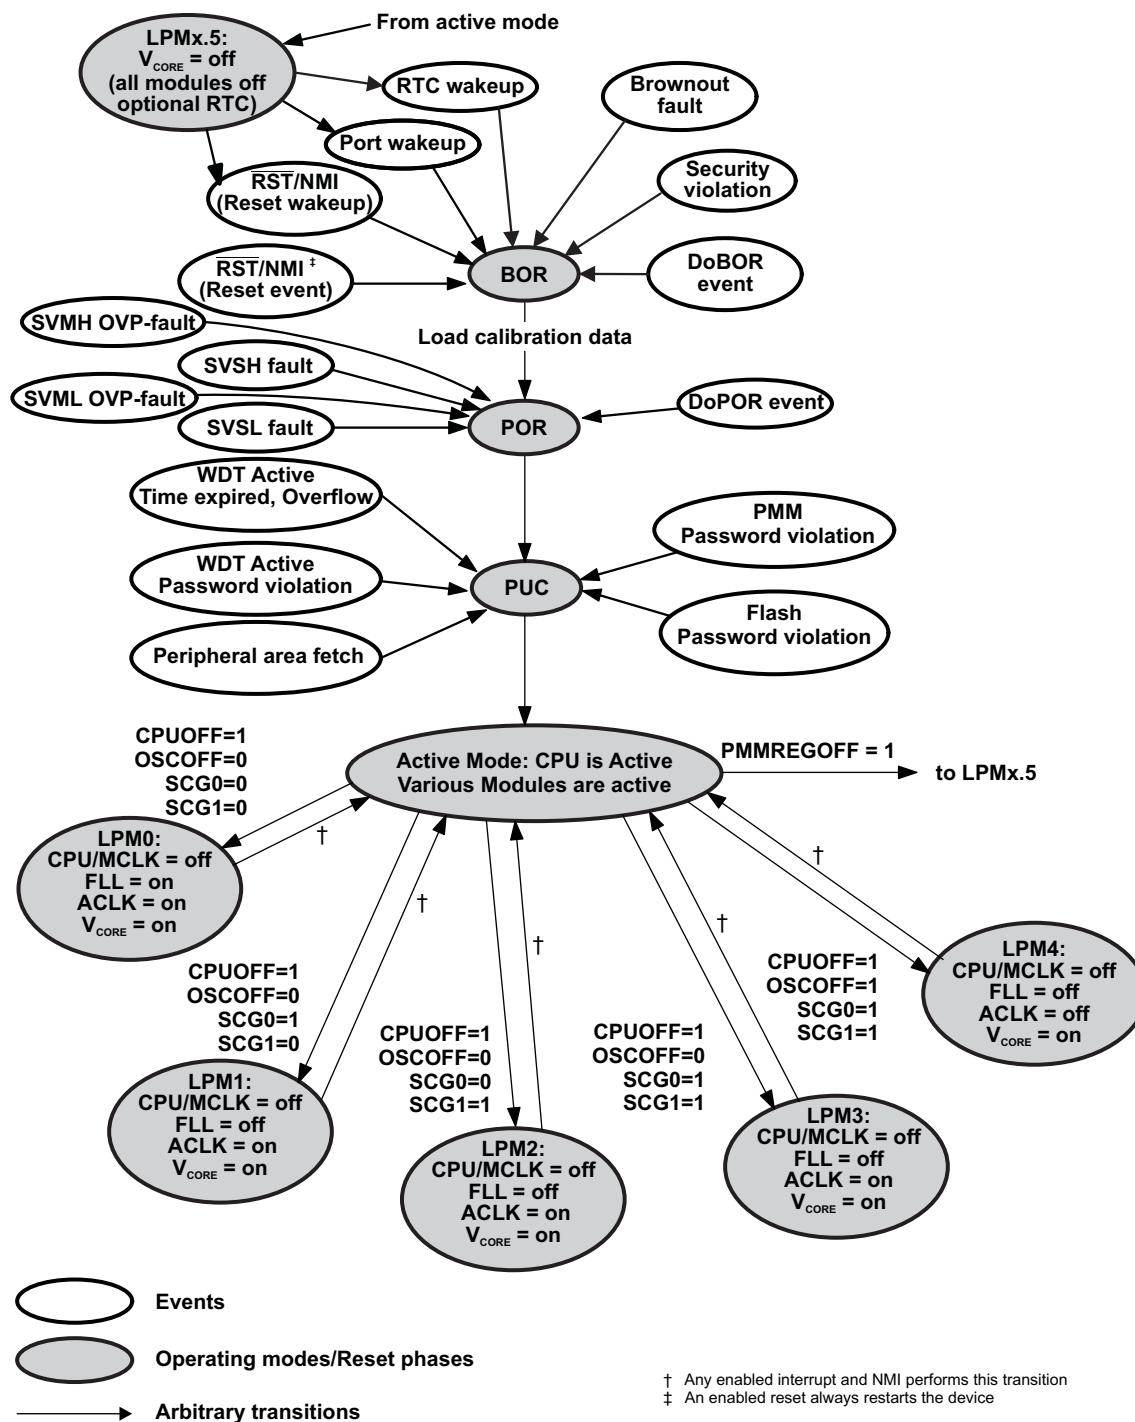 From active mode
LPMx.5:
VCORE = off
(all modules off
optional RTC)
RTC wakeup
Brownout
fault
Port wakeup
RST/NMI
(Reset wakeup)
Security
violation
RST/NMI ‡
(Reset event)
BOR
DoBOR
event
SVMH OVP-fault
Load calibration data
SVSH fault
SVML OVP-fault
DoPOR event
SVSL fault
POR
WDT Active
Time expired, Overflow
PMM
Password violation
WDT Active
Password violation
PUC
Flash
Password violation
Peripheral area fetch
CPUOFF=1
OSCOFF=0
SCG0=0
SCG1=0
Active Mode: CPU is Active
Various Modules are active
PMMREGOFF = 1
to LPMx.5
†
†
†
†
†
LPM0:
CPU/MCLK = off
FLL = on
ACLK = on
VCORE = on
CPUOFF=1
OSCOFF=0
SCG0=1
SCG1=0
CPUOFF=1
OSCOFF=0
SCG0=0
SCG1=1
CPUOFF=1
OSCOFF=0
SCG0=1
SCG1=1
CPUOFF=1
OSCOFF=1
SCG0=1
SCG1=1
LPM4:
CPU/MCLK = off
FLL = off
ACLK = off
VCORE = on
LPM1:
CPU/MCLK = off
FLL = off
ACLK = on
VCORE = on
LPM2:
CPU/MCLK = off
FLL = off
ACLK = on
VCORE = on
LPM3:
CPU/MCLK = off
FLL = off
ACLK = on
VCORE = on
Events
Operating modes/Reset phases
Arbitrary transitions
† Any enabled interrupt and NMI performs this transition
‡ An enabled reset always restarts the device